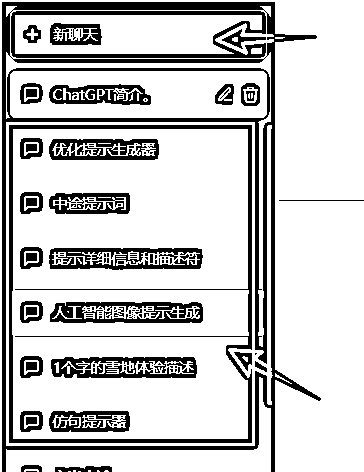 新聊天
ChatGPT简介。
优化提示生成器
中途提示词
提示详细信息和描述符
人工智能图像提示生成
1个字的雪地体验描述
仿句提示器